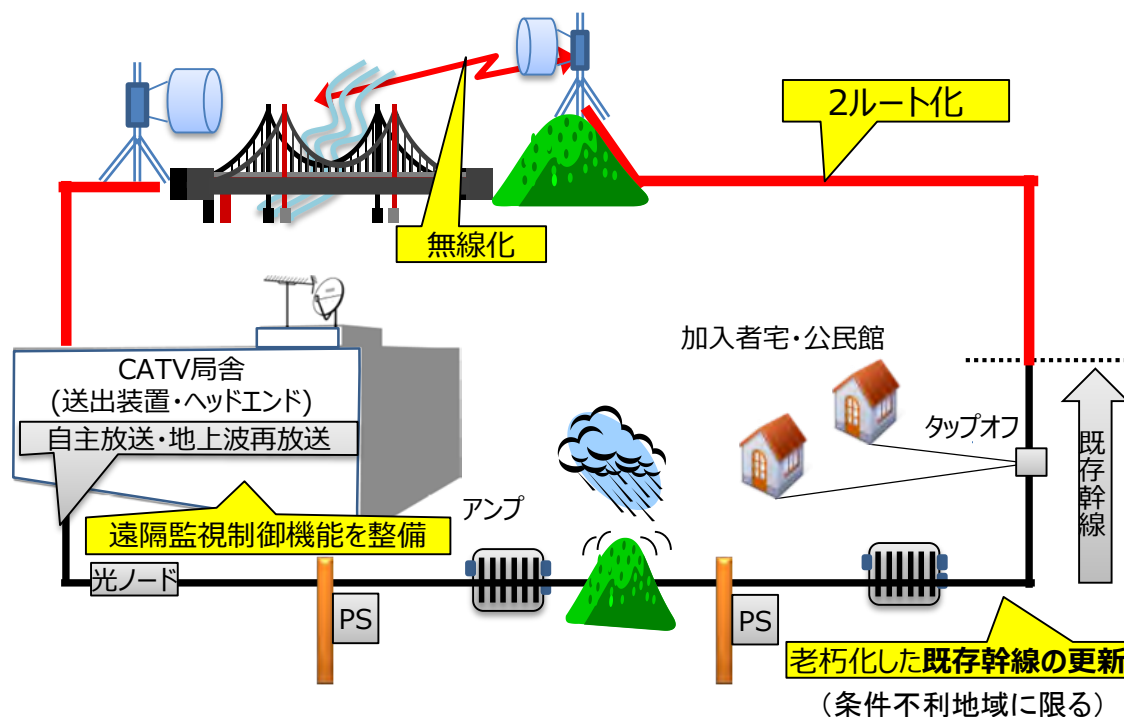 2ルート化
無線化
加入者宅・公民館
CATV局舎
(送出装置・ヘッドエンド)
自主放送・地上波再放送
タップオフ
既存幹線
アンプ
遠隔監視制御機能を整備
光ノード
PS
PS
老朽化した既存幹線の更新
（条件不利地域に限る）